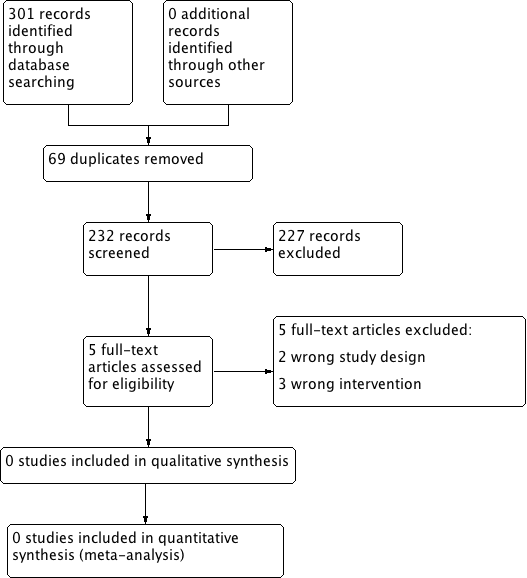 301 records
identified
through
database
searching
0 additional
records
identified
through other
sources
69 duplicates removed
232 records
screened
227 records
excluded
5 full-text
articles assessed
for eligibility
5 full-text articles excluded:
2 wrong study design
3 wrong intervention
0 studies included in qualitative synthesis
0 studies included in quantitative
synthesis (meta-analysis)